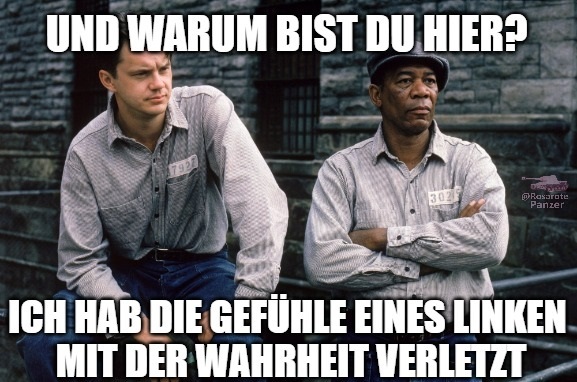 UND WARUM BIST DU HIER?
@Rosarote
Panzer
ICH HAB DIE GEFÜHLE EINES LINKEN
MIT DER WAHRHEIT VERLETZT